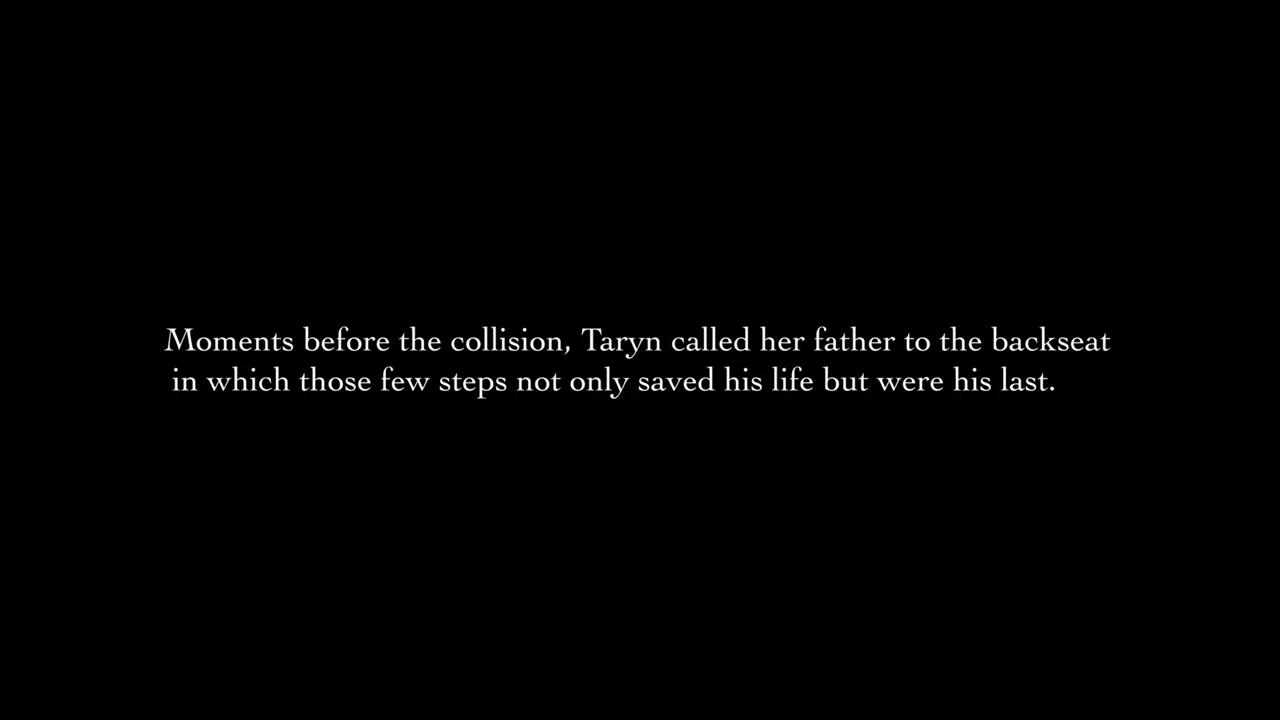 Moments before the collision, Taryn called her father to the backseat
in which those few steps not only saved his life but were his last.